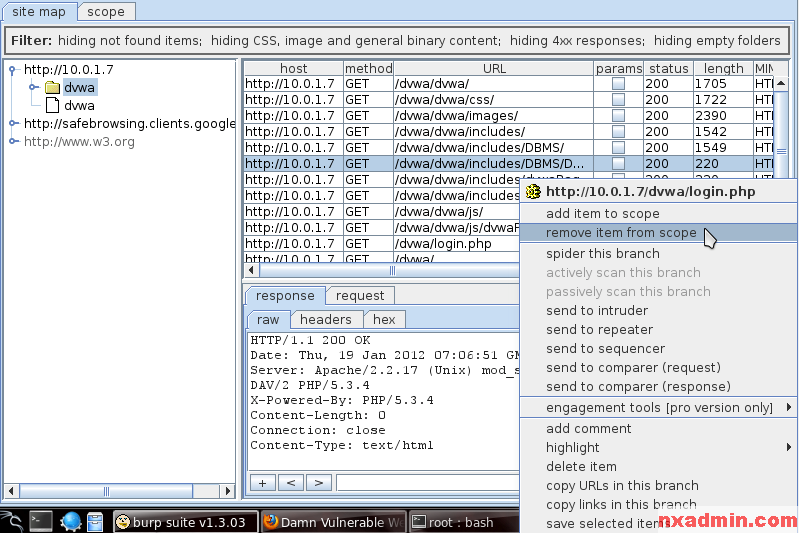 site map scope
Filter: hiding not found items; hiding CSS, image and general binary content; hiding 4xx responses; hiding empty folders
http://10.0.1.7
dvwa
dvwa
http://safebrowsing.clients.google
http://www.w3.org
host method URL params status length MIM
http://10.0.1.7 GET /dvwa/dvwa/ 200 1705 HTI
http://10.0.1.7 GET /dvwa/dvwa/css/ 200 1722 HTI
http://10.0.1.7 GET /dvwa/dvwa/images/ 200 2390 HTI
http://10.0.1.7 GET /dvwa/dvwa/includes/ 200 1542 HTI
http://10.0.1.7 GET /dvwa/dvwa/includes/DBMS/ 200 1549 HTI
http://10.0.1.7 GET /dvwa/dvwa/includes/DBMS/D... 200 220 HTI
http://10.0.1.7 GET /dvwa/dvwa/includes/dvwaPag
http://10.0.1.7 GET /dvwa/dvwa/includes
http://10.0.1.7 GET /dvwa/dvwa/js/
http://10.0.1.7 GET /dvwa/dvwa/js/dvwaP
http://10.0.1.7 GET /dvwa/login.php
http://10.0.1.7 GET /dvwa/
response request
raw headers hex
HTTP/1.1 200 OK
Date: Thu, 19 Jan 2012 07:06:51 GM
Server: Apache/2.2.17 (Unix) mod_s
DAV/2 PHP/5.3.4
X-Powered-By: PHP/5.3.4
Content-Length: 0
Connection: close
Content-Type: text/html
+ < >
http://10.0.1.7/dvwa/login.php
add item to scope
remove item from scope
spider this branch
actively scan this branch
passively scan this branch
send to intruder
send to repeater
send to sequencer
send to comparer (request)
send to comparer (response)
engagement tools [pro version only]
add comment
highlight
delete item
copy URLs in this branch
copy links in this branch
save selected items
burp suite v1.3.03 Damn Vulnerable We root : bash
nxadmin.com